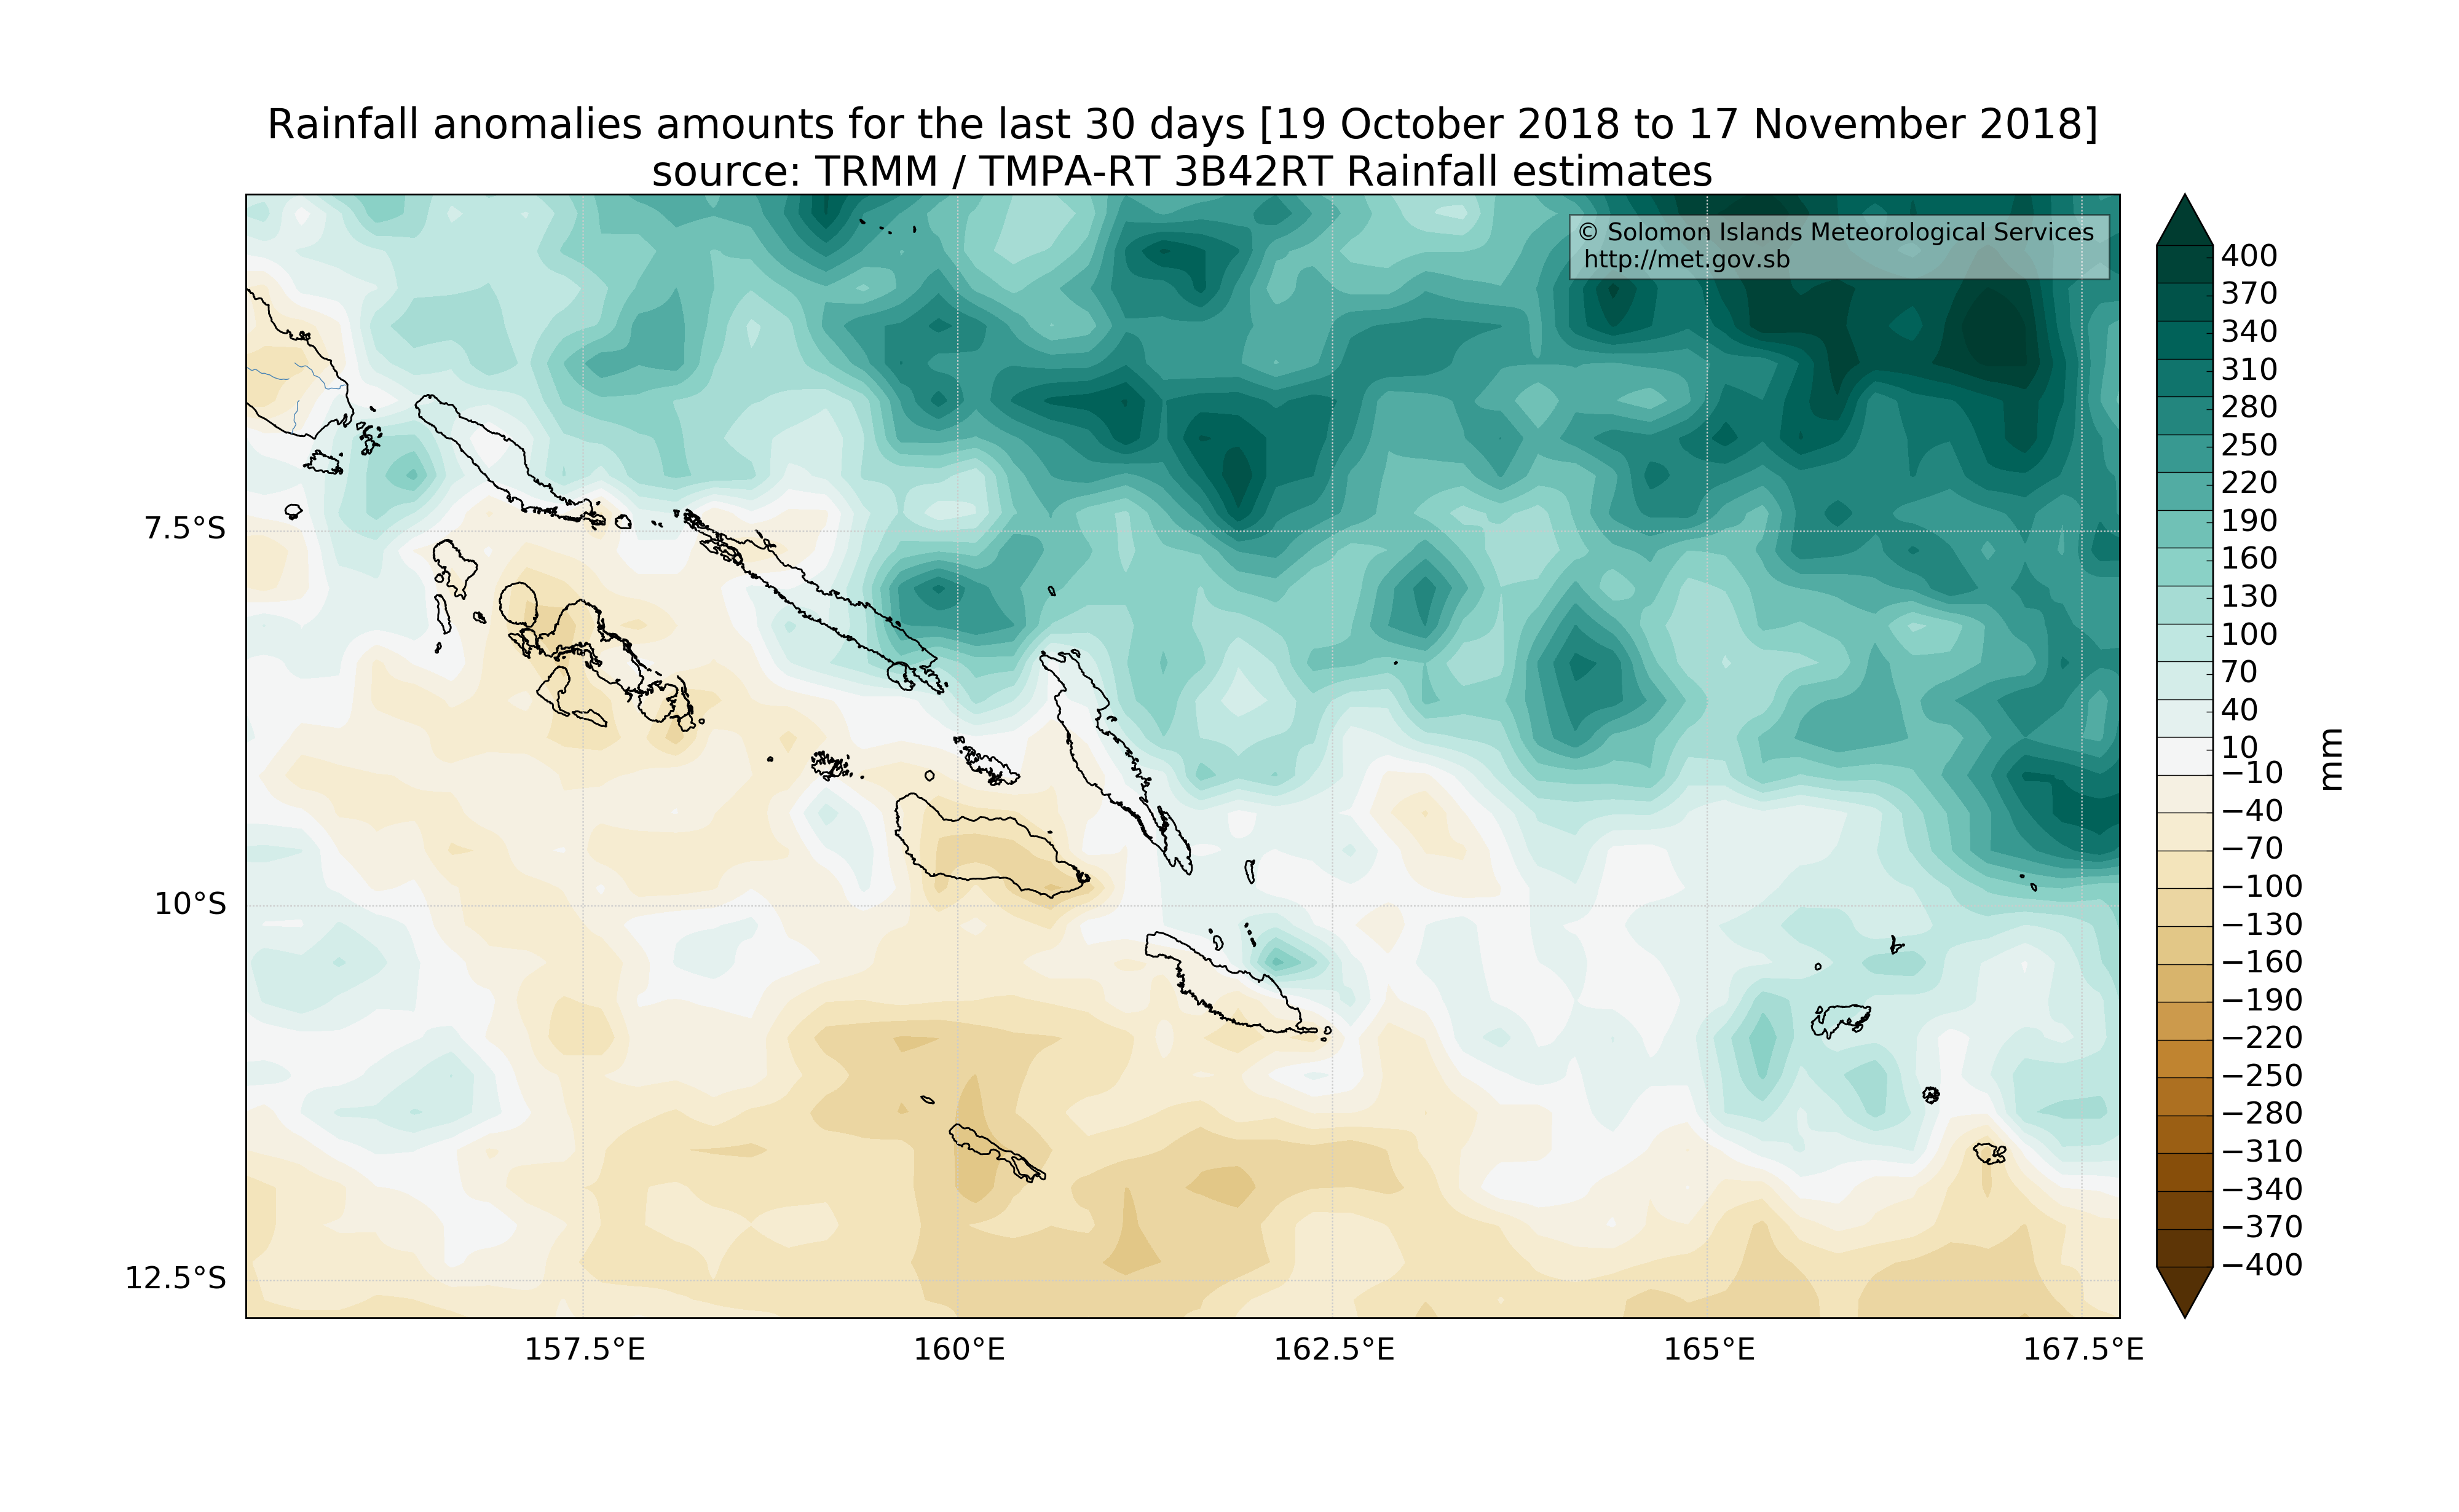 Rainfall anomalies amounts for the last 30 days [19 October 2018 to 17 November 2018]
source: TRMM / TMPA-RT 3B42RT Rainfall estimates
© Solomon Islands Meteorological Services
http://met.gov.sb
7.5°S
10°S
12.5°S
157.5°E
160°E
162.5°E
165°E
167.5°E
400
370
340
310
280
250
220
190
160
130
100
70
40
10
−10
−40
−70
−100
−130
−160
−190
−220
−250
−280
−310
−340
−370
−400
mm